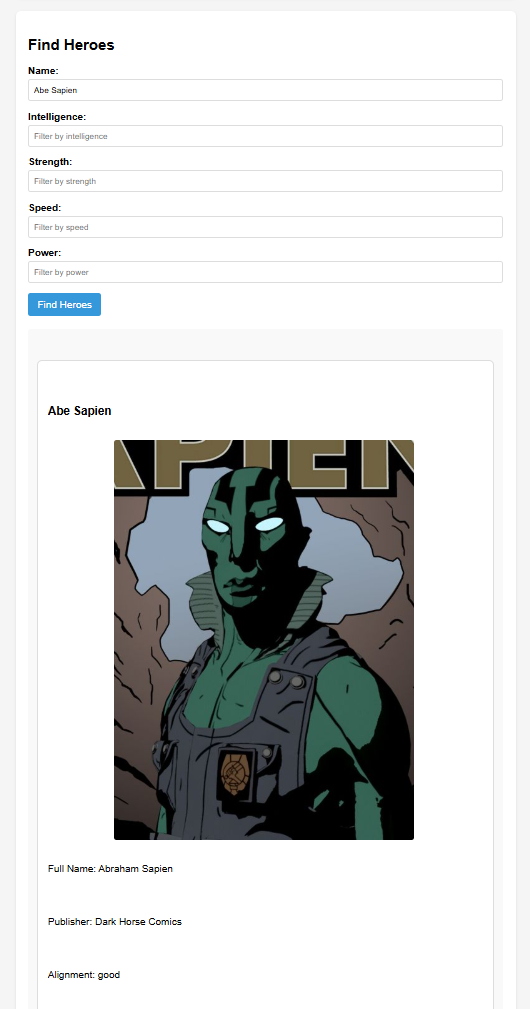 Find Heroes
Name:
Abe Sapien
Intelligence:
Filter by intelligence
Strength:
Filter by strength
Speed:
Filter by speed
Power:
Filter by power
Find Heroes
Abe Sapien
APIEN
Full Name: Abraham Sapien
Publisher: Dark Horse Comics
Alignment: good